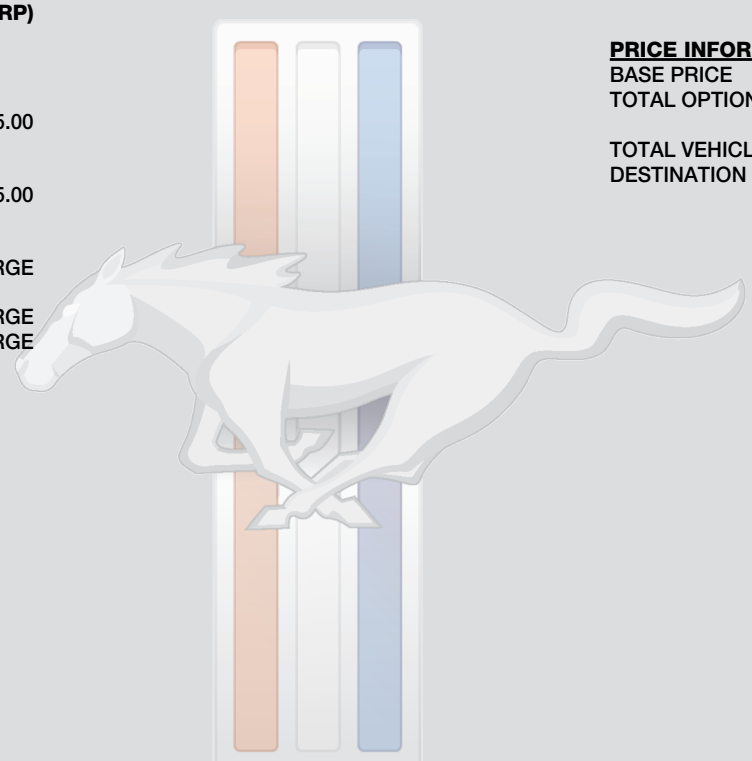 RP)
5.00
5.00
RGE
RGE
RGE
PRICE INFOR
BASE PRICE
TOTAL OPTION
TOTAL VEHICL
DESTINATION